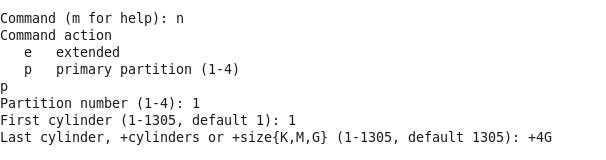 Command (m for help): n
Command action
   e   extended
   p   primary partition (1-4)
p
Partition number (1-4): 1
First cylinder (1-1305, default 1): 1
Last cylinder, +cylinders or +size{K,M,G} (1-1305, default 1305): +4G